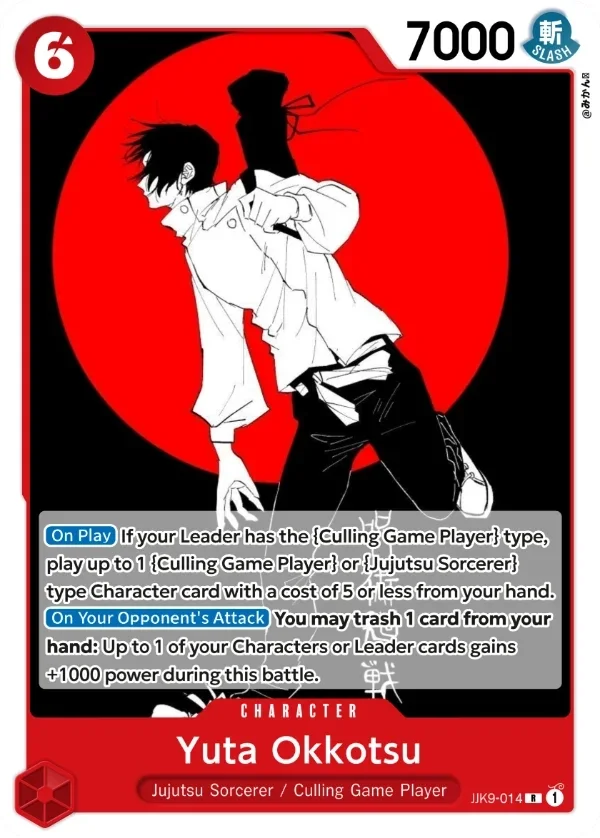 6
7000
斬
SLASH
@みかん
On Play If your Leader has the {Culling Game Player} type,
play up to 1 {Culling Game Player} or {Jujutsu Sorcerer}
type Character card with a cost of 5 or less from your hand.
On Your Opponent's Attack You may trash 1 card from your
hand: Up to 1 of your Characters or Leader cards gains
+1000 power during this battle.
呪術廻戦
CHARACTER
Yuta Okkotsu
Jujutsu Sorcerer / Culling Game Player
JJK9-014 R 1